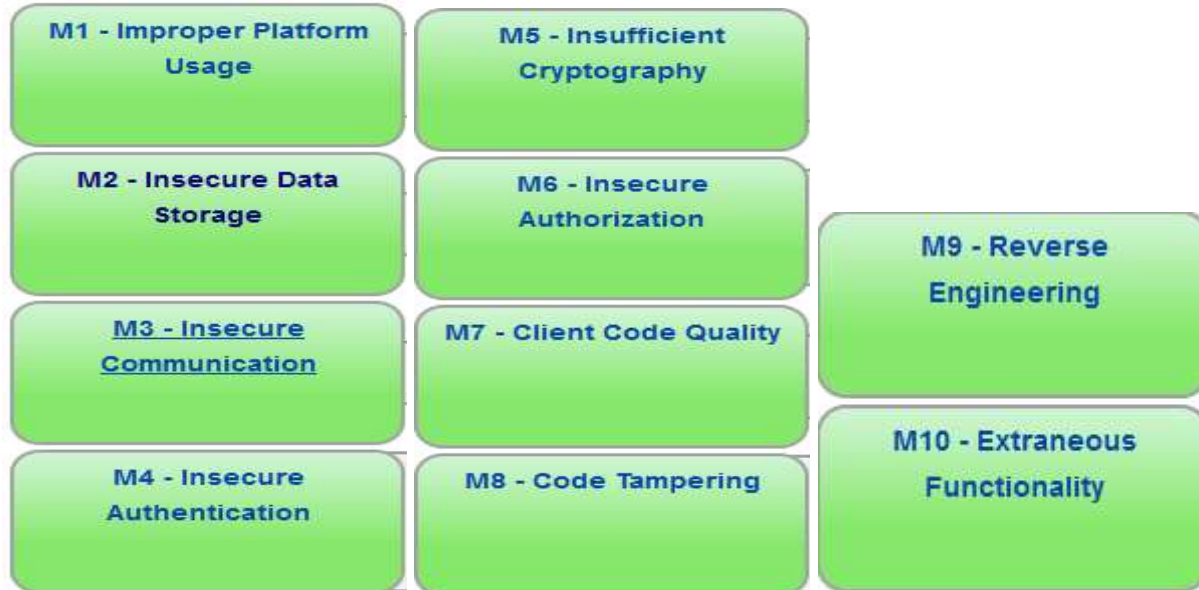 M1 - Improper Platform
Usage
M2 - Insecure Data
Storage
M3 - Insecure
Communication
M4 - Insecure
Authentication
M5 - Insufficient
Cryptography
M6 - Insecure
Authorization
M7 - Client Code Quality
M8 - Code Tampering
M9 - Reverse
Engineering
M10 - Extraneous
Functionality